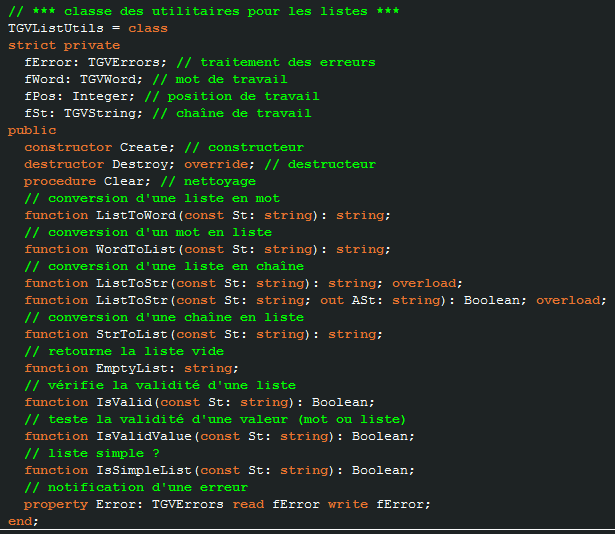 // *** classe des utilitaires pour les listes ***
TGVListUtils = class
strict private
  fError: TGVErrors; // traitement des erreurs
  fWord: TGVWord; // mot de travail
  fPos: Integer; // position de travail
  fSt: TGVString; // chaîne de travail
public
  constructor Create; // constructeur
  destructor Destroy; override; // destructeur
  procedure Clear; // nettoyage
  // conversion d'une liste en mot
  function ListToWord(const St: string): string;
  // conversion d'un mot en liste
  function WordToList(const St: string): string;
  // conversion d'une liste en chaîne
  function ListToStr(const St: string): string; overload;
  function ListToStr(const St: string; out ASt: string): Boolean; overload;
  // conversion d'une chaîne en liste
  function StrToList(const St: string): string;
  // retourne la liste vide
  function EmptyList: string;
  // vérifie la validité d'une liste
  function IsValid(const St: string): Boolean;
  // teste la validité d'une valeur (mot ou liste)
  function IsValidValue(const St: string): Boolean;
  // liste simple ?
  function IsSimpleList(const St: string): Boolean;
  // notification d'une erreur
  property Error: TGVErrors read fError write fError;
end;